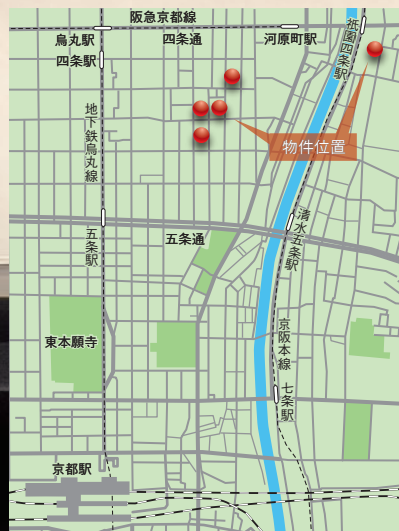 阪急京都線
烏丸駅
四条通
河原町駅
祇園四条駅
四条駅
地下鉄烏丸線
物件位置
清水五条駅
五条通
五条駅
京阪本線
東本願寺
七条駅
京都駅